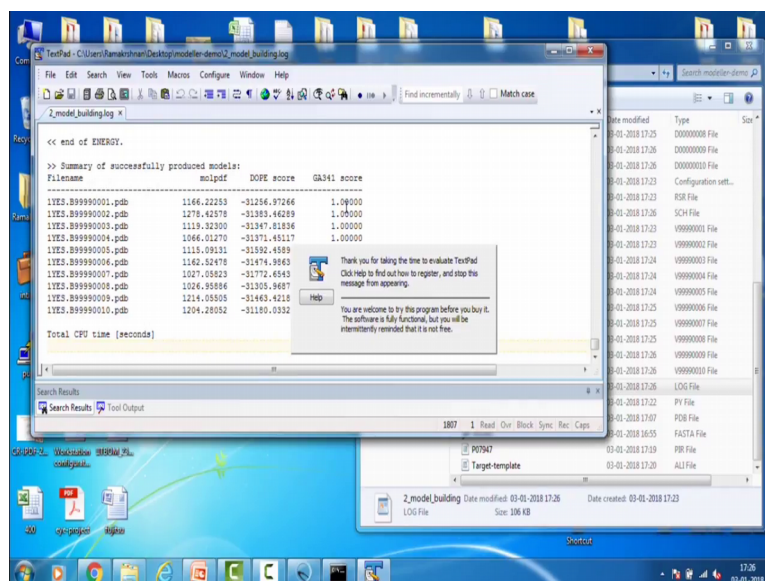 TextPad - C:\Users\Ramakrshnan\Desktop\modeller-demo\2_model_building.log
File Edit Search View Tools Macros Configure Window Help
Find incrementally Match case
2_model_building.log ×
<< end of ENERGY.
>> Summary of successfully produced models:
Filename molpdf DOPE score GA341 score
1YES.B99990001.pdb 1166.22253 -31256.97266 1.00000
1YES.B99990002.pdb 1278.42578 -31383.46289 1.00000
1YES.B99990003.pdb 1119.32300 -31347.81836 1.00000
1YES.B99990004.pdb 1066.01270 -31371.45117 1.00000
1YES.B99990005.pdb 1115.09131 -31592.4589
1YES.B99990006.pdb 1162.52478 -31474.9863
1YES.B99990007.pdb 1027.05823 -31772.6543
1YES.B99990008.pdb 1026.95886 -31305.9687
1YES.B99990009.pdb 1214.05505 -31463.4218
1YES.B99990010.pdb 1204.28052 -31180.0332
Total CPU time [seconds]
Thank you for taking the time to evaluate TextPad
Click Help to find out how to register, and stop this
message from appearing.
Help
You are welcome to try this program before you buy it.
The software is fully functional, but you will be
intermittently reminded that it is not free.
Search Results
Search Results Tool Output
1807 1 Read Ovr Block Sync Rec Caps
Search modeller-demo
Date modified Type Size
03-01-2018 17:25 D00000008 File
03-01-2018 17:26 D00000009 File
03-01-2018 17:26 D00000010 File
03-01-2018 17:23 Configuration sett...
03-01-2018 17:23 RSR File
03-01-2018 17:26 SCH File
03-01-2018 17:23 V99990001 File
03-01-2018 17:23 V99990002 File
03-01-2018 17:24 V99990003 File
03-01-2018 17:24 V99990004 File
03-01-2018 17:24 V99990005 File
03-01-2018 17:25 V99990006 File
03-01-2018 17:25 V99990007 File
03-01-2018 17:25 V99990008 File
03-01-2018 17:26 V99990009 File
03-01-2018 17:26 V99990010 File
03-01-2018 17:26 LOG File
03-01-2018 17:22 PY File
03-01-2018 17:07 PDB File
03-01-2018 16:55 FASTA File
P07947 03-01-2018 17:19 PIR File
Target-template 03-01-2018 17:20 ALI File
2_model_building Date modified: 03-01-2018 17:26 Date created: 03-01-2018 17:23
LOG File Size: 106 KB
Workstation
configurati...
400 eye-project Fujitsu
Shortcut
17:26
03-01-2018